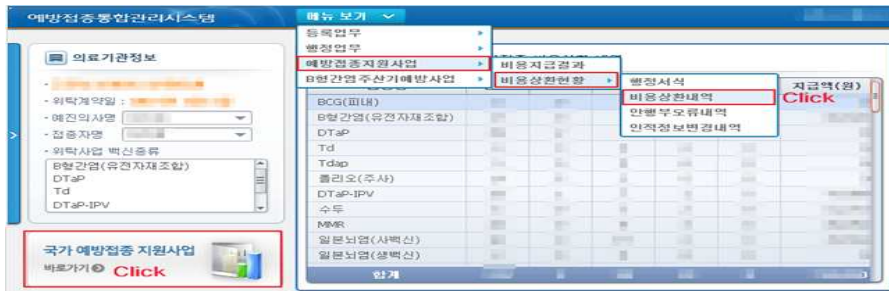 예방접종통합관리시스템
메뉴 보기
의료기관정보
- 위탁계약일 :
- 예진의사명
- 접종자명
- 위탁사업 백신종류
B형간염(유전자재조합)
DTaP
Td
DTaP-IPV
국가 예방접종 지원사업
바로가기
Click
등록업무
행정업무
예방접종지원사업
B형간염주산기예방사업
비용지급결과
비용상환현황
행정서식
비용상환내역
안행부오류내역
인적정보변경내역
Click
지급액(원)
BCG(피내)
B형간염(유전자재조합)
DTaP
Td
Tdap
폴리오(주사)
DTaP-IPV
수두
MMR
일본뇌염(사백신)
일본뇌염(생백신)
합계